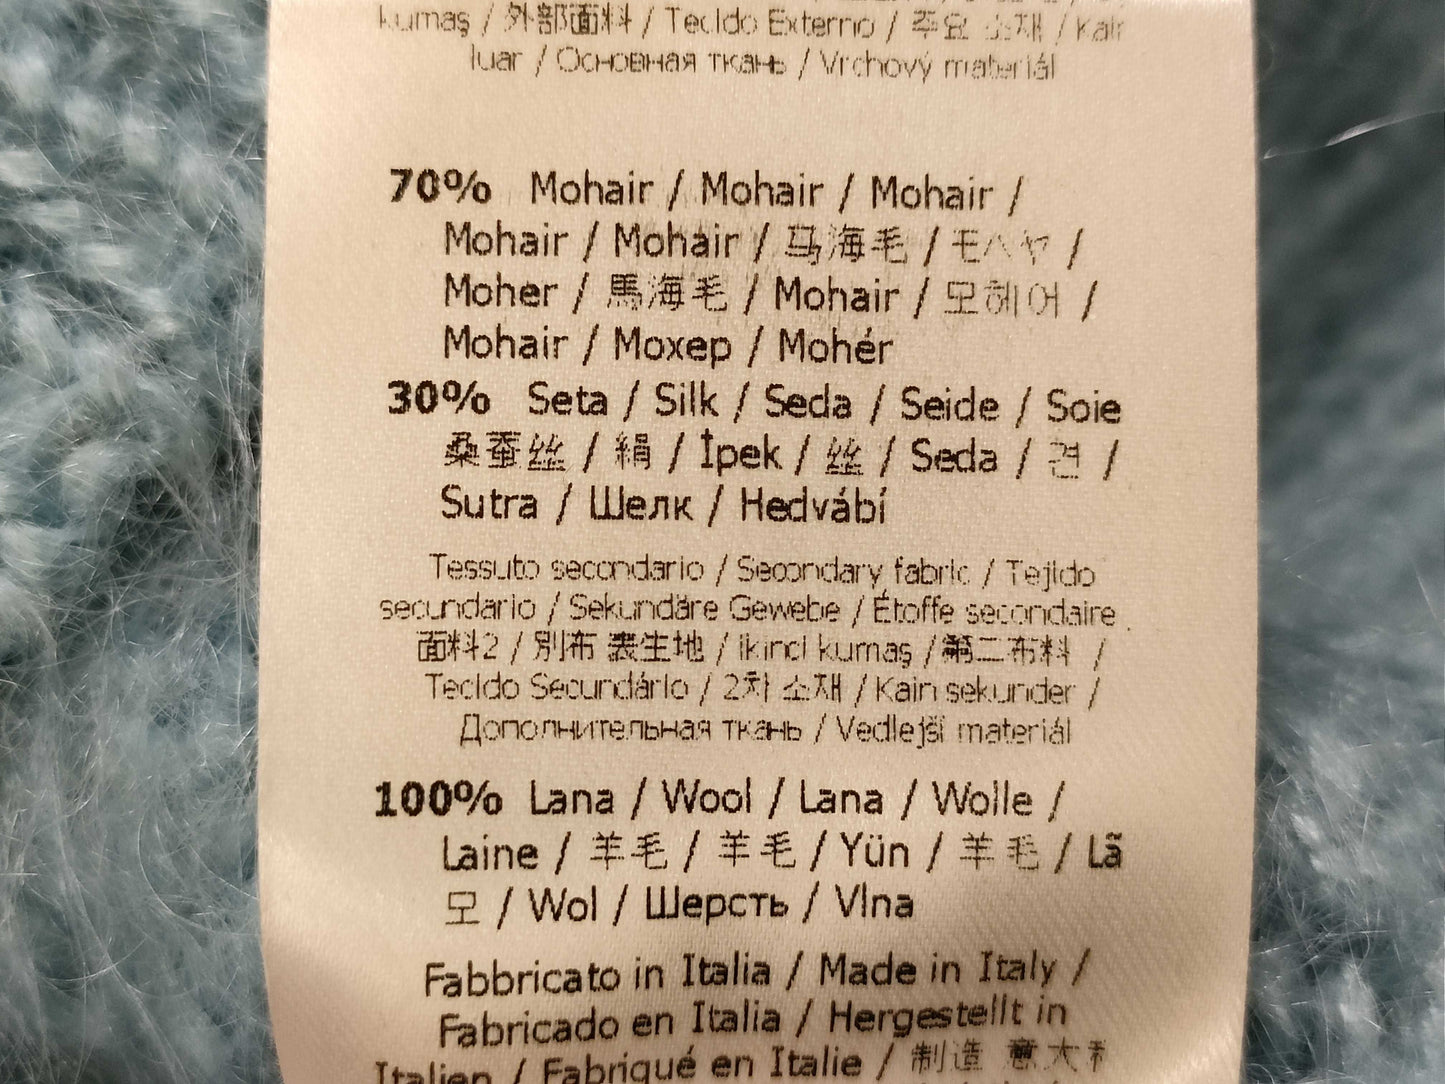 kumaş / 外部面料 / Tecido Externo / 주요 소재 / Kain
luar / Основная ткань / Vrchový materiál
70% Mohair / Mohair / Mohair /
Mohair / Mohair / 马海毛 / モヘヤ /
Moher / 馬海毛 / Mohair / 모헤어 /
Mohair / Мохер / Mohér
30% Seta / Silk / Seda / Seide / Soie
桑蚕丝 / 絹 / İpek / 丝 / Seda / 견 /
Sutra / Шелк / Hedvábí
Tessuto secondario / Secondary fabric / Tejido
secundario / Sekundäre Gewebe / Étoffe secondaire
面料2 / 別布 表生地 / Ikinci kumaş / 第二布料 /
Tecido Secundário / 2차 소재 / Kain sekunder /
Дополнительная ткань / Vedlejší materiál
100% Lana / Wool / Lana / Wolle /
Laine / 羊毛 / 羊毛 / Yün / 羊毛 / Lã
모 / Wol / Шерсть / Vlna
Fabbricato in Italia / Made in Italy /
Fabricado en Italia / Hergestellt in
Italien / Fabriqué en Italie / 制造 意大利